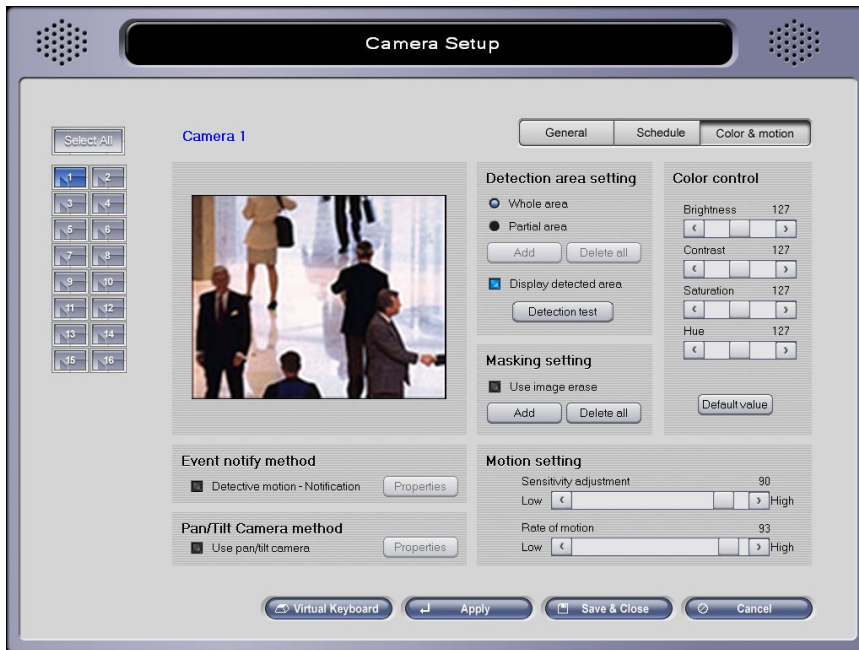 Camera Setup
Select All
Camera 1
General
Schedule
Color & motion
1
2
3
4
5
6
7
8
9
10
11
12
13
14
15
16
Detection area setting
Whole area
Partial area
Add
Delete all
Display detected area
Detection test
Masking setting
Use image erase
Add
Delete all
Color control
Brightness 127
Contrast 127
Saturation 127
Hue 127
Default value
Event notify method
Detective motion - Notification
Properties
Pan/Tilt Camera method
Use pan/tilt camera
Properties
Motion setting
Sensitivity adjustment 90
Low High
Rate of motion 93
Low High
Virtual Keyboard
Apply
Save & Close
Cancel